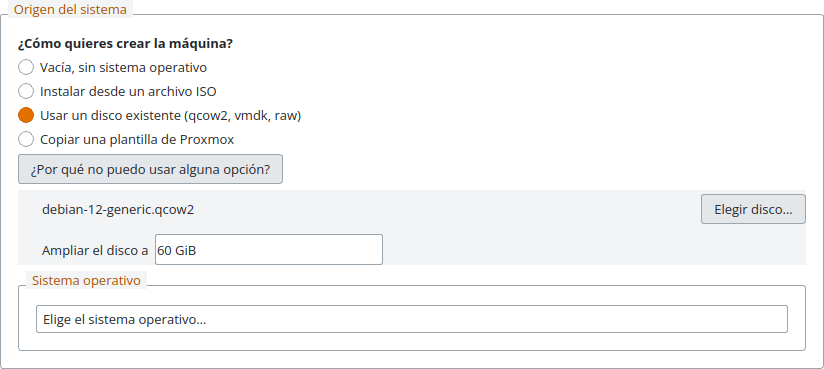 Origen del sistema
¿Cómo quieres crear la máquina?
Vacía, sin sistema operativo
Instalar desde un archivo ISO
Usar un disco existente (qcow2, vmdk, raw)
Copiar una plantilla de Proxmox
¿Por qué no puedo usar alguna opción?
debian-12-generic.qcow2
Elegir disco...
Ampliar el disco a 60 GiB
Sistema operativo
Elige el sistema operativo...